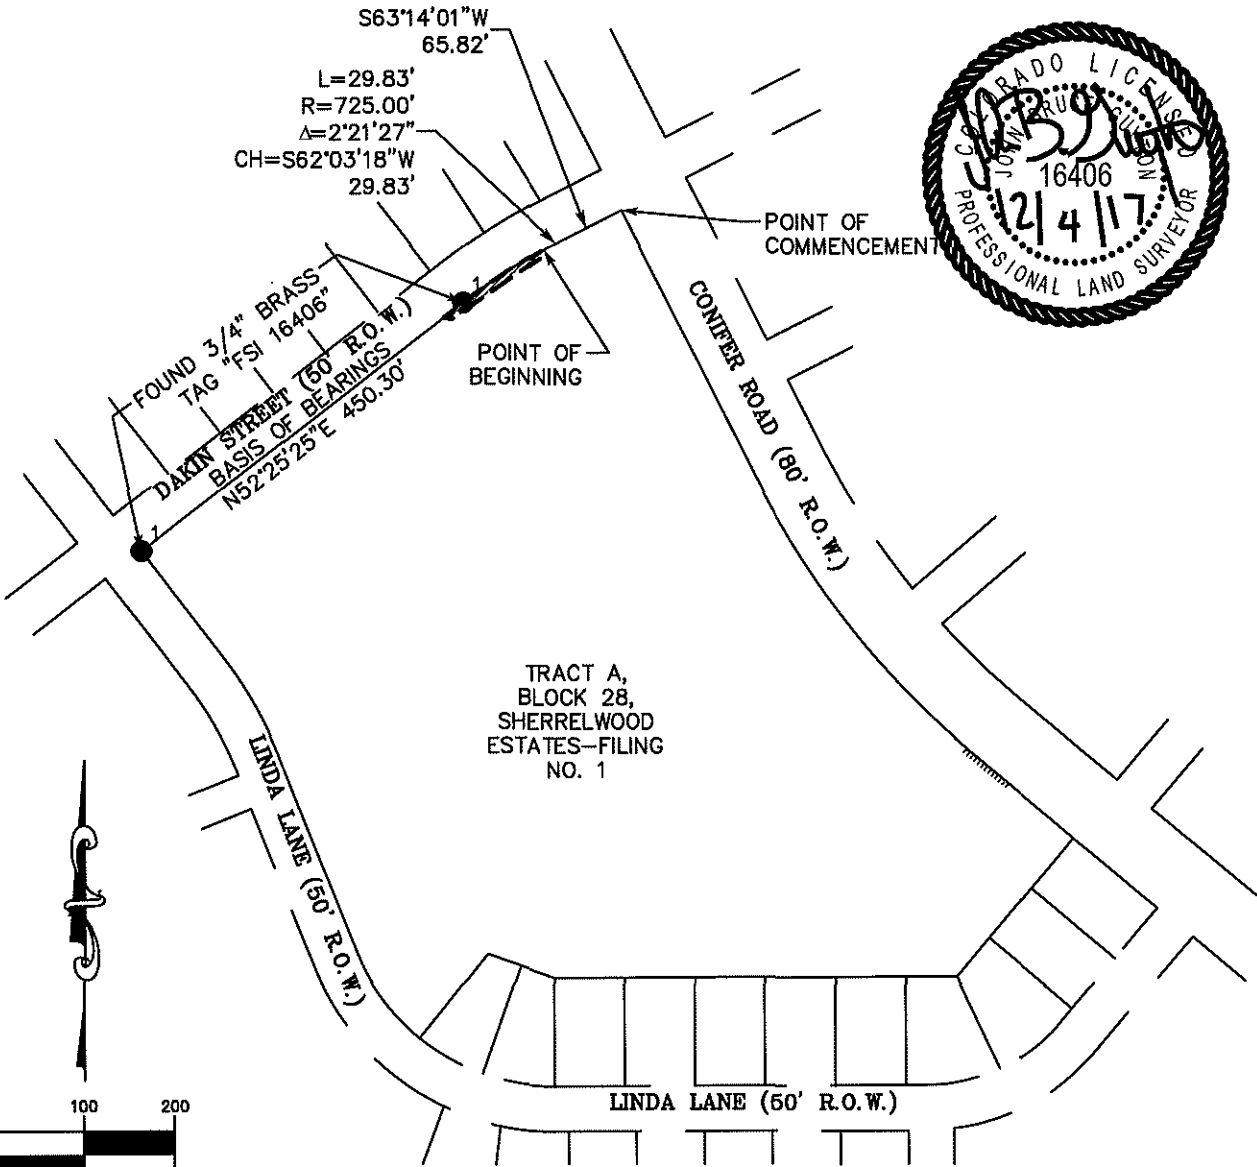 S63°14'01"W
65.82'
L=29.83'
R=725.00'
Δ=2°21'27"
CH=S62°03'18"W
29.83'
COLORADO LICENSED
16406
12/4/17
PROFESSIONAL LAND SURVEYOR
POINT OF
COMMENCEMENT
FOUND 3/4" BRASS
TAG "FSI 16406"
DAKIN STREET (50' R.O.W.)
BASIS OF BEARINGS
N52°25'25"E 450.30'
1
1
POINT OF
BEGINNING
CONIFER ROAD (80' R.O.W.)
TRACT A,
BLOCK 28,
SHERRELWOOD
ESTATES-FILING
NO. 1
LINDA LANE (50' R.O.W.)
LINDA LANE (50' R.O.W.)
100 200